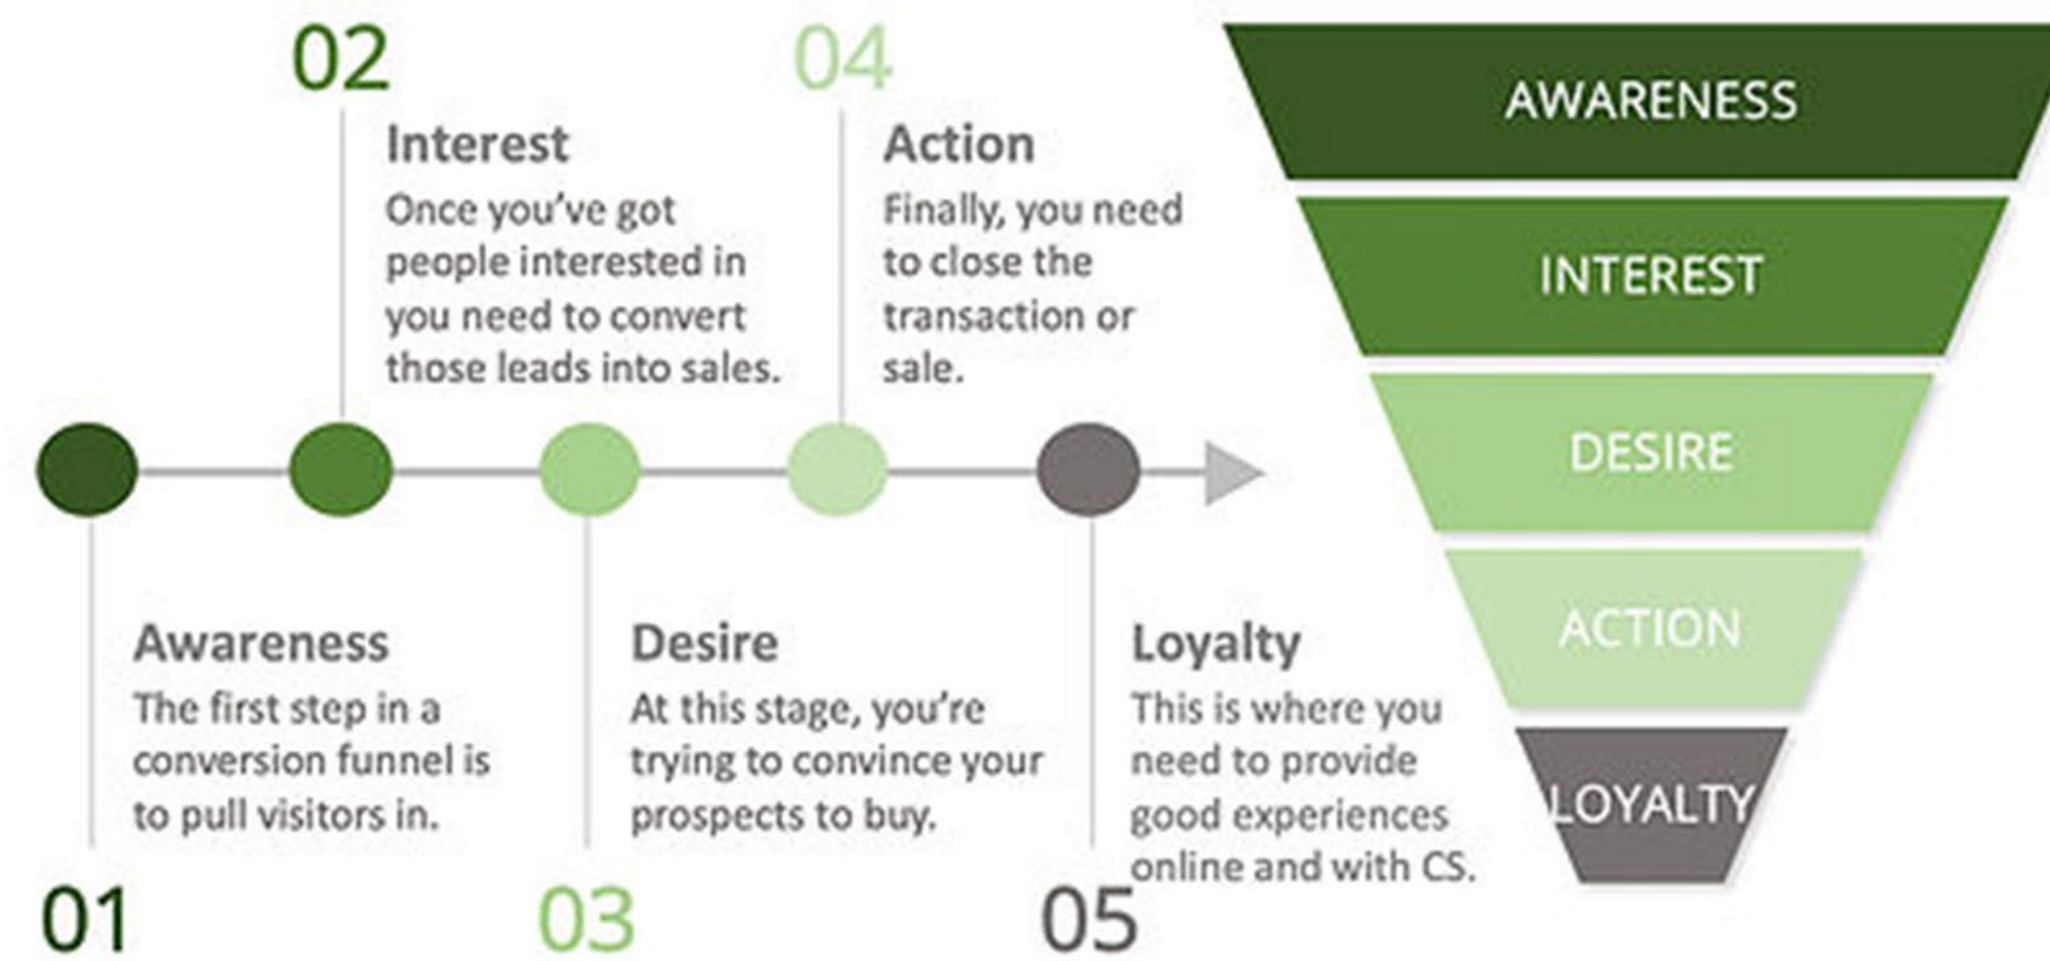 02
Interest
Once you've got
people interested in
you need to convert
those leads into sales.
04
Action
Finally, you need
to close the
transaction or
sale.
01
Awareness
The first step in a
conversion funnel is
to pull visitors in.
03
Desire
At this stage, you're
trying to convince your
prospects to buy.
05
Loyalty
This is where you
need to provide
good experiences
online and with CS.
AWARENESS
INTEREST
DESIRE
ACTION
LOYALTY